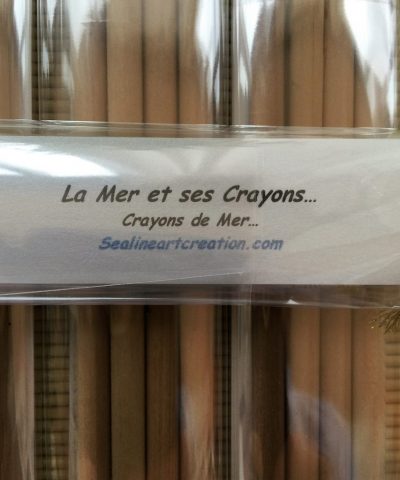 La Mer et ses Crayons...
Crayons de Mer...
Sealineartcreation.com